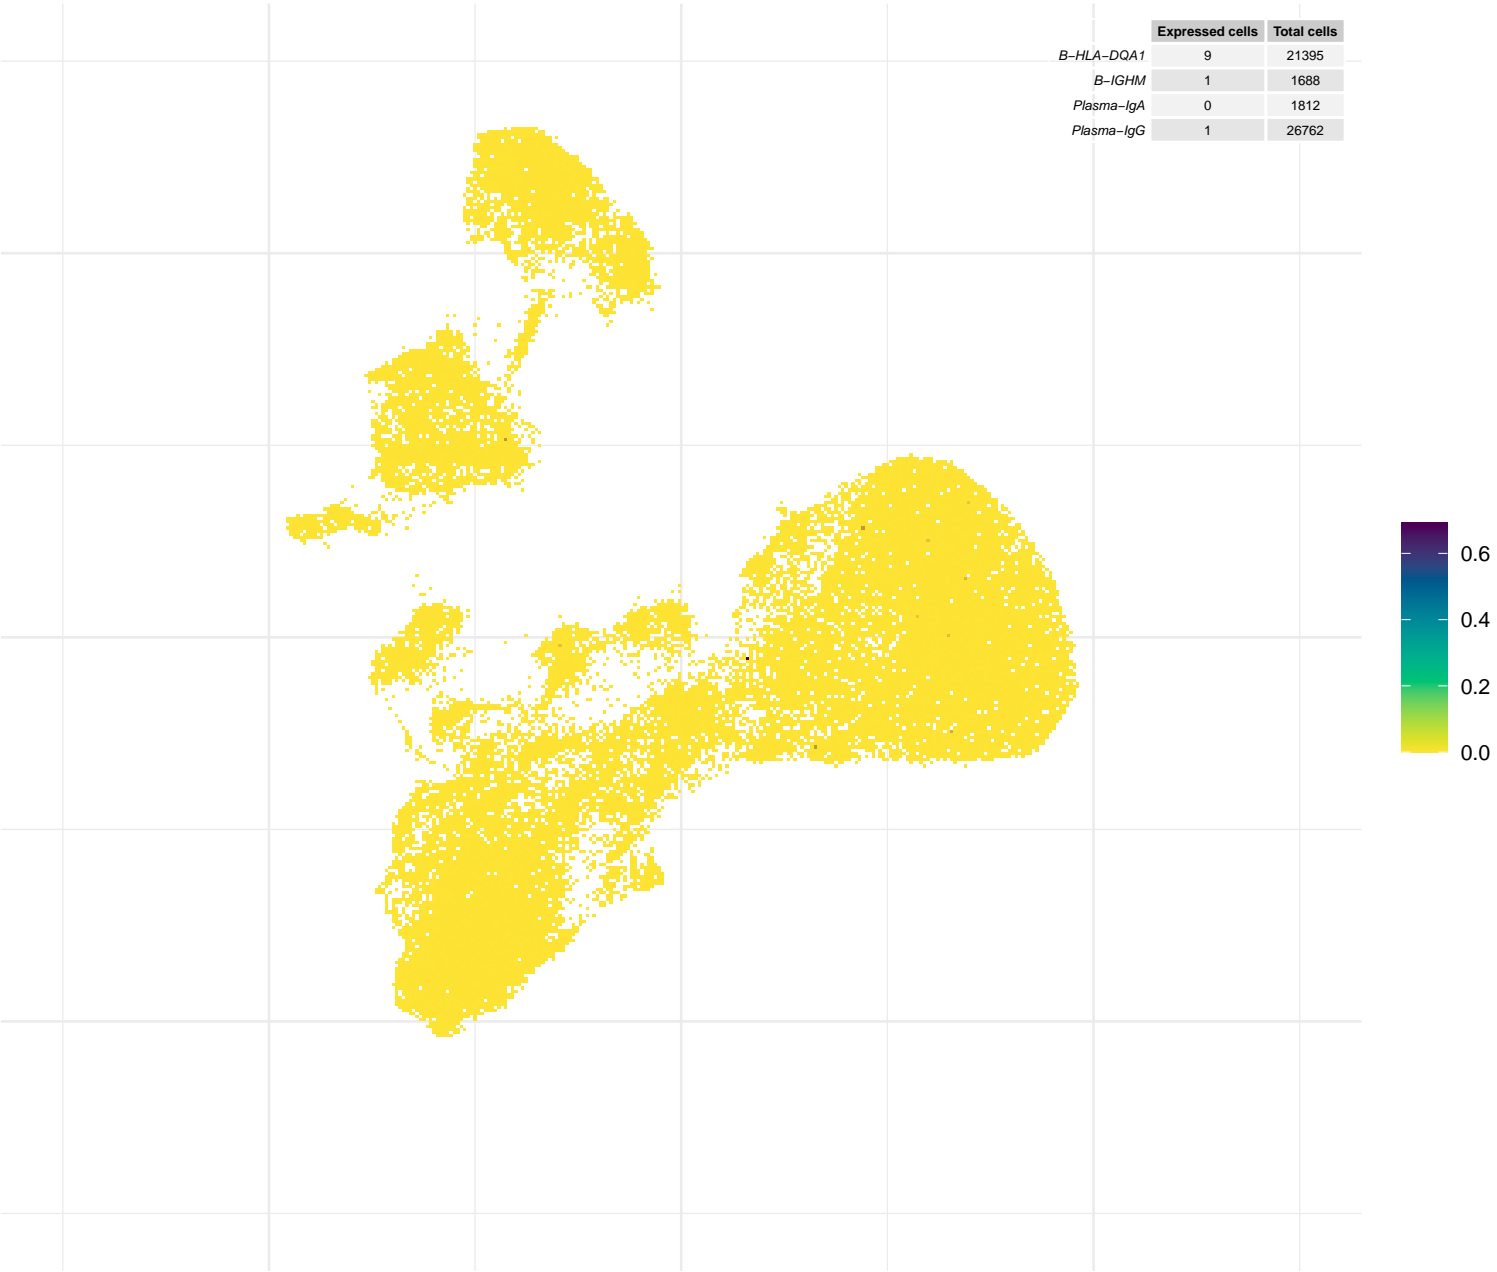 Expressed cells Total cells
B−HLA−DQA1 9 21395
B−IGHM 1 1688
Plasma−IgA 0 1812
Plasma−IgG 1 26762
0.6
0.4
0.2
0.0